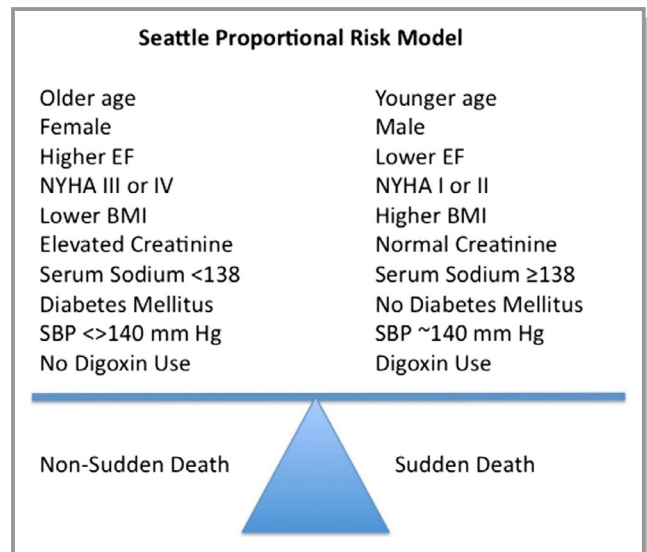 Seattle Proportional Risk Model
Older age
Female
Higher EF
NYHA III or IV
Lower BMI
Elevated Creatinine
Serum Sodium <138
Diabetes Mellitus
SBP <>140 mm Hg
No Digoxin Use
Younger age
Male
Lower EF
NYHA I or II
Higher BMI
Normal Creatinine
Serum Sodium ≥138
No Diabetes Mellitus
SBP ~140 mm Hg
Digoxin Use
Non-Sudden Death
Sudden Death